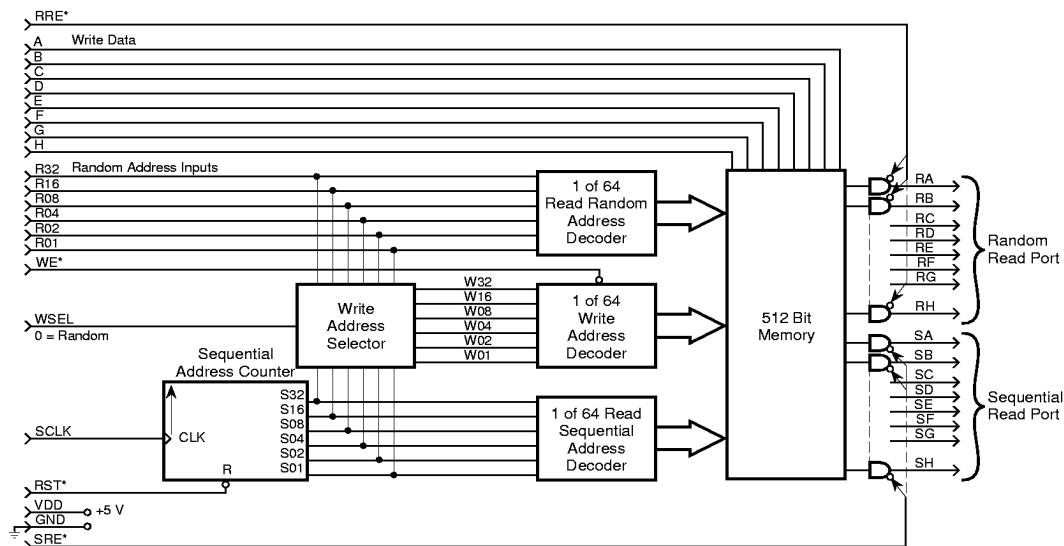 RRE*
A Write Data
B
C
D
E
F
G
H
R32 Random Address Inputs
R16
R08
R04
R02
R01
WE*
WSEL
0 = Random
SCLK
RST*
VDD +5 V
GND
SRE*
1 of 64
Read Random
Address
Decoder
Write
Address
Selector
W32
W16
W08
W04
W02
W01
1 of 64
Write
Address
Decoder
Sequential
Address Counter
CLK
R
S32
S16
S08
S04
S02
S01
1 of 64 Read
Sequential
Address
Decoder
512 Bit
Memory
RA
RB
RC
RD
RE
RF
RG
RH
Random
Read Port
SA
SB
SC
SD
SE
SF
SG
SH
Sequential
Read Port